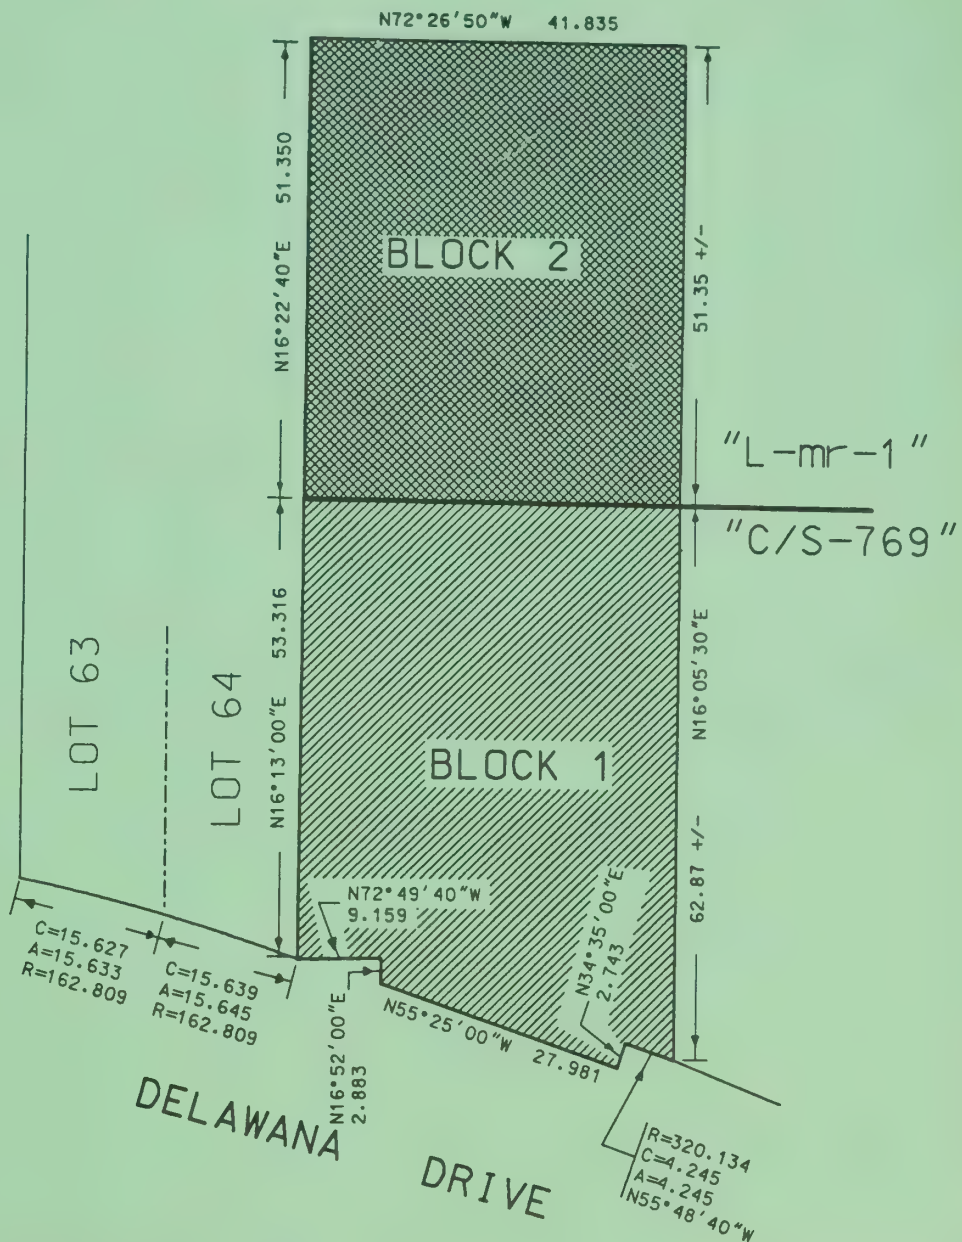 N72°26'50"W 41.835
N16°22'40"E 51.350
BLOCK 2
51.35 +/-
"L-mr-1"
"C/S-769"
LOT 63
LOT 64
N16°13'00"E 53.316
BLOCK 1
N16°05'30"E
62.87 +/-
N72°49'40"W
9.159
N34°35'00"E
2.743
C=15.627
A=15.633
R=162.809
C=15.639
A=15.645
R=162.809
N16°52'00"E
2.883
N55°25'00"W 27.981
DELAWANA DRIVE
R=320.134
C=4.245
A=4.245
N55°48'40"W